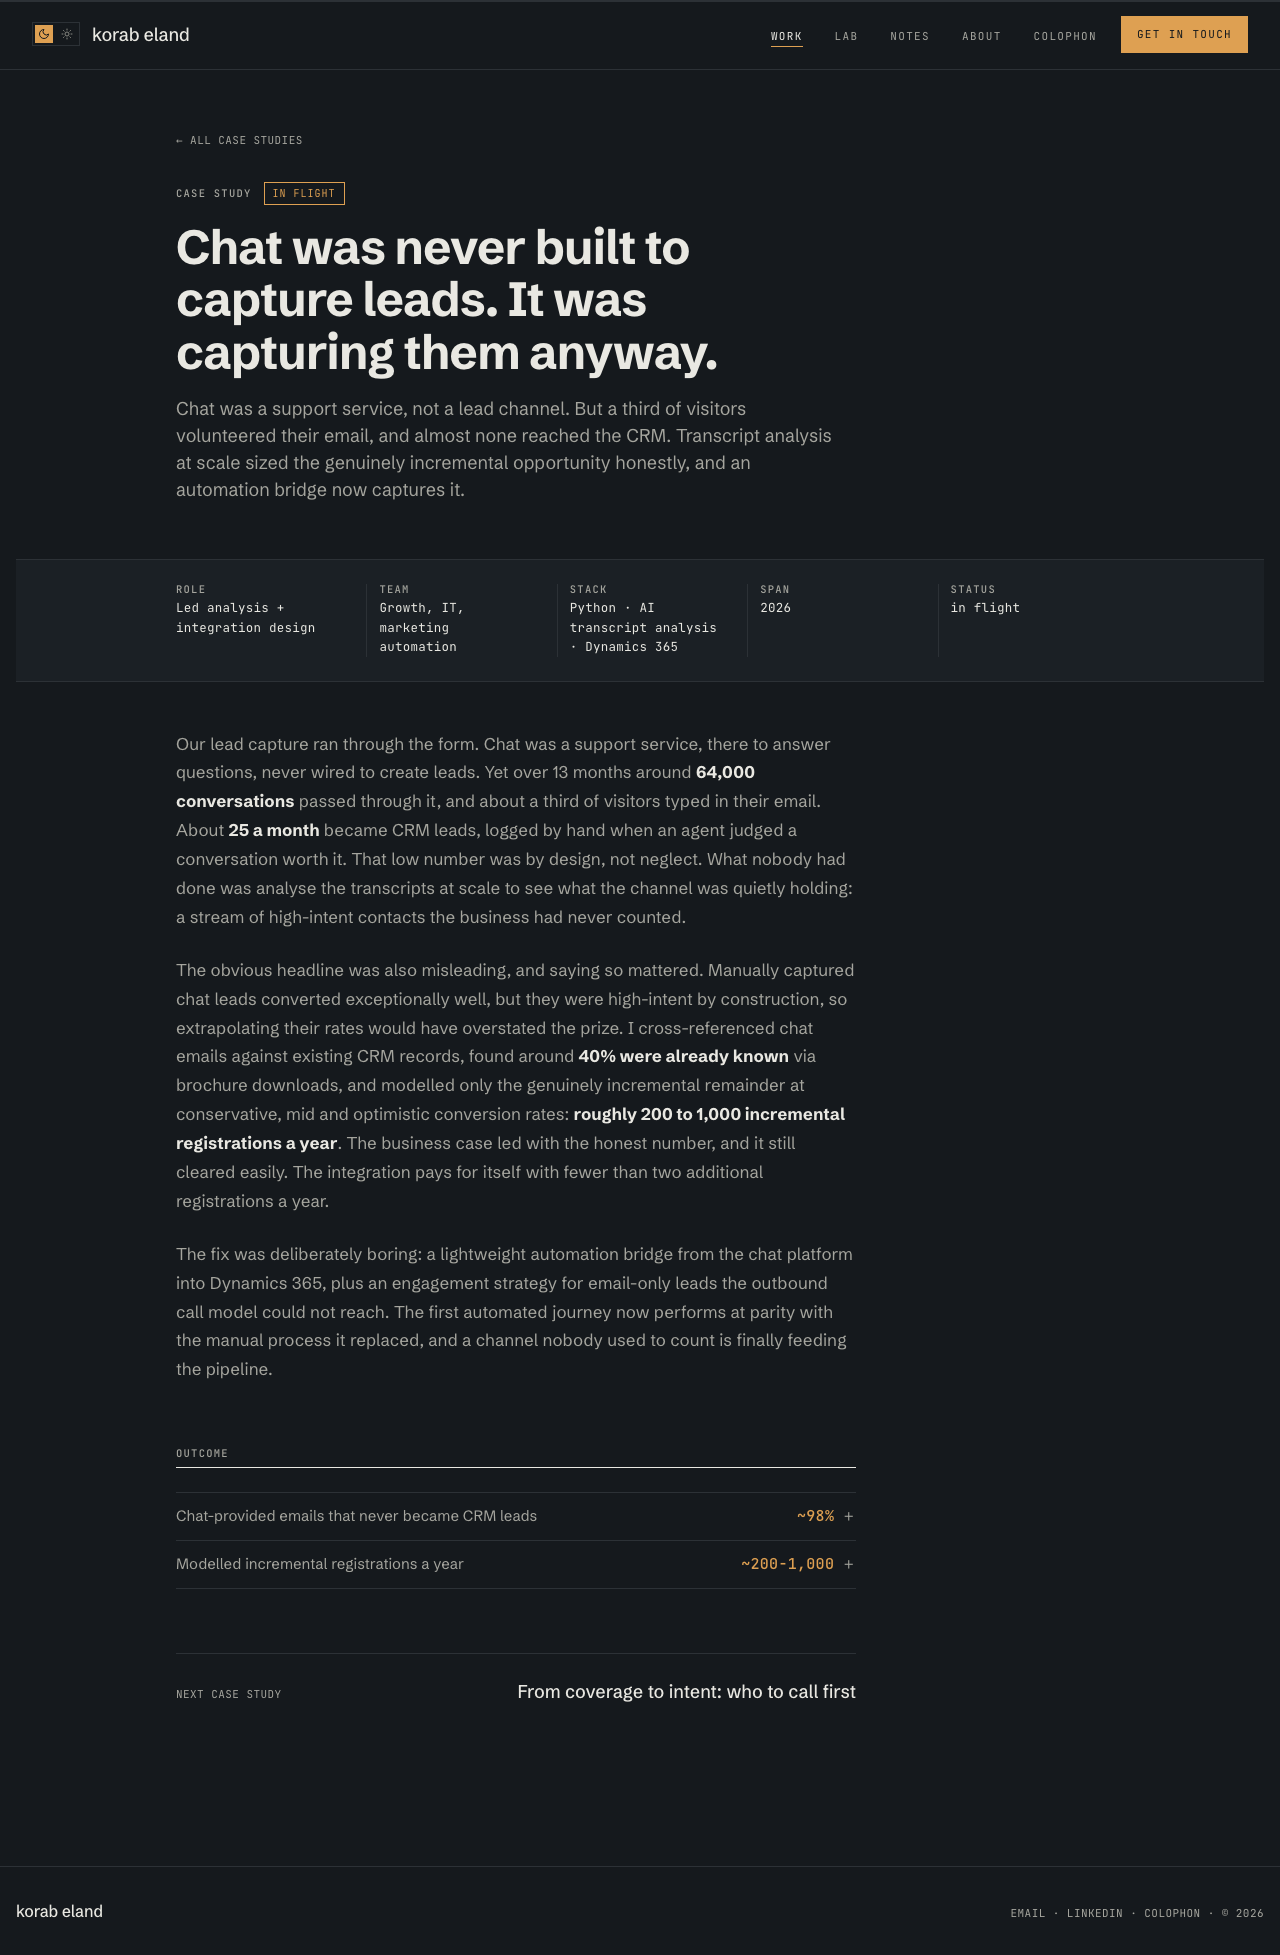 korab eland
WORK LAB NOTES ABOUT COLOPHON GET IN TOUCH
← ALL CASE STUDIES
CASE STUDY IN FLIGHT
Chat was never built to
capture leads. It was
capturing them anyway.
Chat was a support service, not a lead channel. But a third of visitors
volunteered their email, and almost none reached the CRM. Transcript analysis
at scale sized the genuinely incremental opportunity honestly, and an
automation bridge now captures it.
ROLE
Led analysis +
integration design
TEAM
Growth, IT,
marketing
automation
STACK
Python · AI
transcript analysis
· Dynamics 365
SPAN
2026
STATUS
in flight
Our lead capture ran through the form. Chat was a support service, there to answer
questions, never wired to create leads. Yet over 13 months around 64,000
conversations passed through it, and about a third of visitors typed in their email.
About 25 a month became CRM leads, logged by hand when an agent judged a
conversation worth it. That low number was by design, not neglect. What nobody had
done was analyse the transcripts at scale to see what the channel was quietly holding:
a stream of high-intent contacts the business had never counted.
The obvious headline was also misleading, and saying so mattered. Manually captured
chat leads converted exceptionally well, but they were high-intent by construction, so
extrapolating their rates would have overstated the prize. I cross-referenced chat
emails against existing CRM records, found around 40% were already known via
brochure downloads, and modelled only the genuinely incremental remainder at
conservative, mid and optimistic conversion rates: roughly 200 to 1,000 incremental
registrations a year. The business case led with the honest number, and it still
cleared easily. The integration pays for itself with fewer than two additional
registrations a year.
The fix was deliberately boring: a lightweight automation bridge from the chat platform
into Dynamics 365, plus an engagement strategy for email-only leads the outbound
call model could not reach. The first automated journey now performs at parity with
the manual process it replaced, and a channel nobody used to count is finally feeding
the pipeline.
OUTCOME
Chat-provided emails that never became CRM leads ~98% +
Modelled incremental registrations a year ~200-1,000 +
NEXT CASE STUDY From coverage to intent: who to call first
korab eland
EMAIL · LINKEDIN · COLOPHON · © 2026